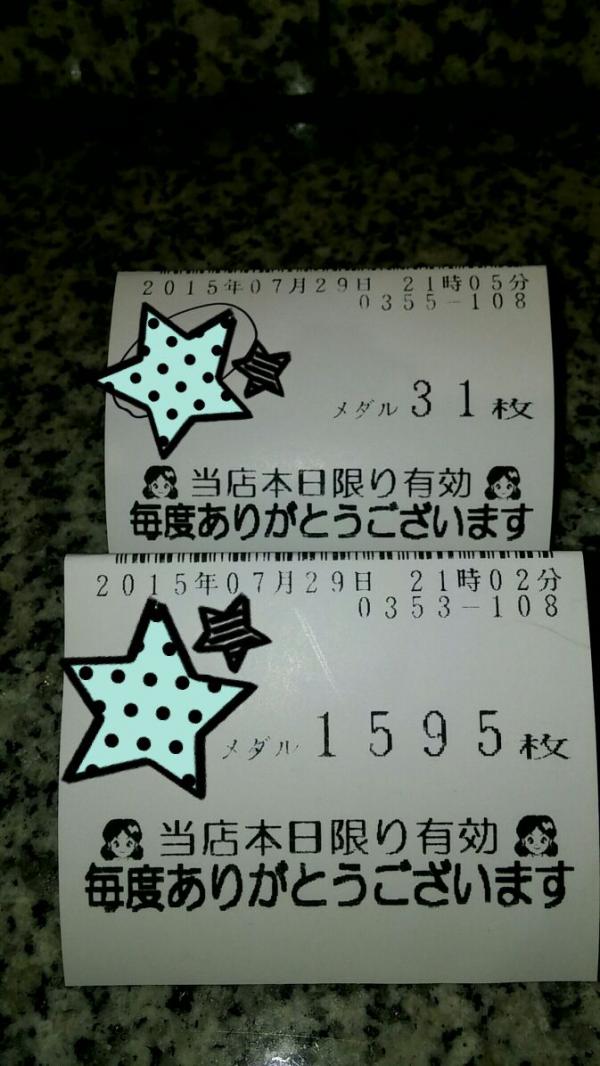 2015年07月29日 21時05分
0355-108
メダル 31枚
当店本日限り有効
毎度ありがとうございます
2015年07月29日 21時02分
0353-108
メダル 1595枚
当店本日限り有効
毎度ありがとうございます